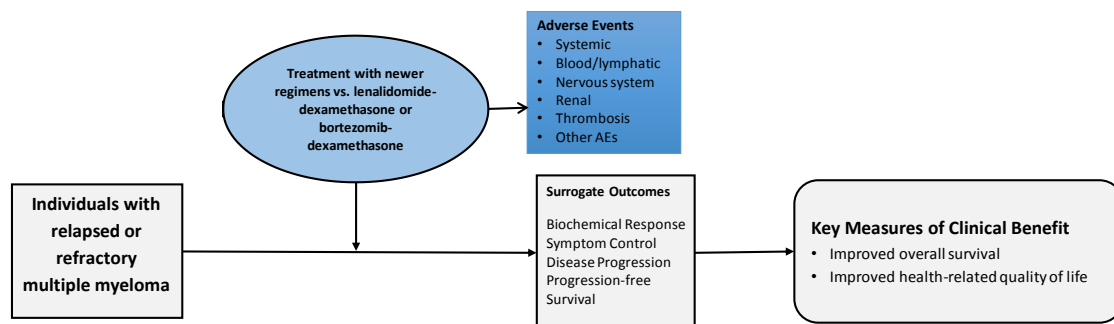 Adverse Events
• Systemic
• Blood/lymphatic
• Nervous system
• Renal
• Thrombosis
• Other AEs
Treatment with newer
regimens vs. lenalidomide-
dexamethasone or
bortezomib-
dexamethasone
Individuals with
relapsed or
refractory
multiple myeloma
Surrogate Outcomes
Biochemical Response
Symptom Control
Disease Progression
Progression-free
Survival
Key Measures of Clinical Benefit
• Improved overall survival
• Improved health-related quality of life